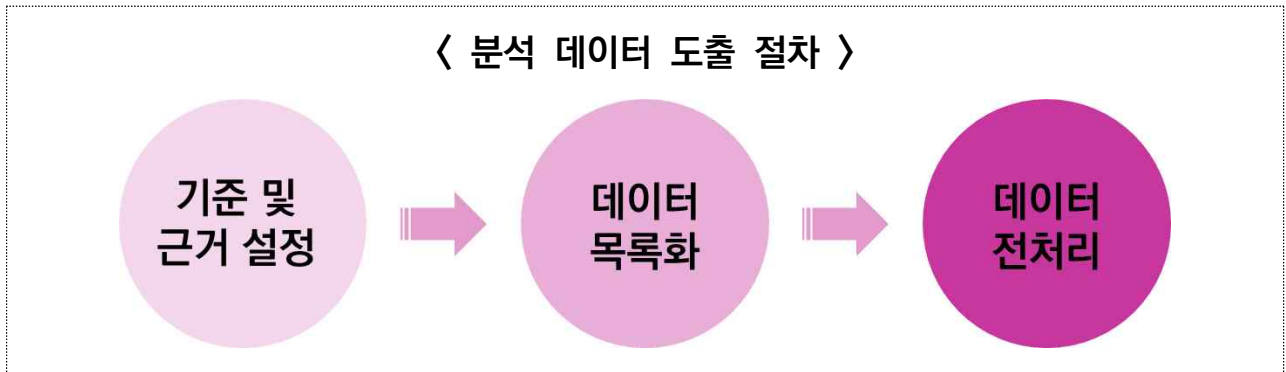 < 분석 데이터 도출 절차 >
기준 및
근거 설정
데이터
목록화
데이터
전처리